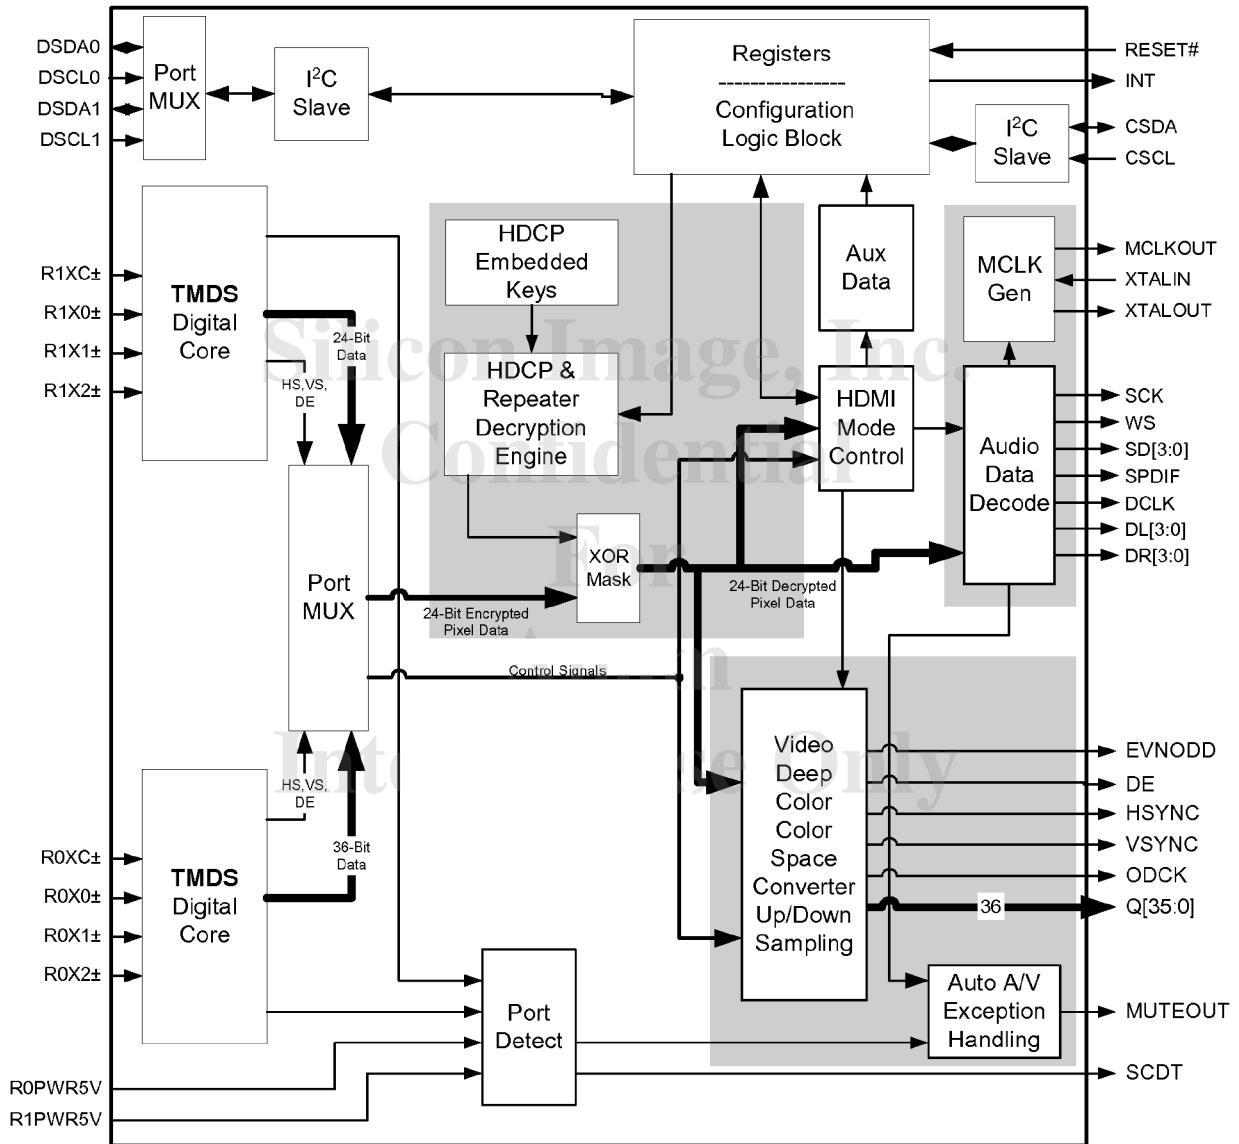 DSDA0
DSCL0
DSDA1
DSCL1
Port
MUX
I²C
Slave
Registers
Configuration
Logic Block
RESET#
INT
I²C
Slave
CSDA
CSCL
R1XC±
R1X0±
R1X1±
R1X2±
TMDS
Digital
Core
24-Bit
Data
HS,VS,
DE
HDCP
Embedded
Keys
HDCP &
Repeater
Decryption
Engine
XOR
Mask
Aux
Data
HDMI
Mode
Control
MCLK
Gen
MCLKOUT
XTALIN
XTALOUT
Audio
Data
Decode
SCK
WS
SD[3:0]
SPDIF
DCLK
DL[3:0]
DR[3:0]
Port
MUX
24-Bit Encrypted
Pixel Data
24-Bit Decrypted
Pixel Data
Control Signals
HS,VS,
DE
36-Bit
Data
R0XC±
R0X0±
R0X1±
R0X2±
TMDS
Digital
Core
Video
Deep
Color
Color
Space
Converter
Up/Down
Sampling
EVNODD
DE
HSYNC
VSYNC
ODCK
36
Q[35:0]
Port
Detect
Auto A/V
Exception
Handling
MUTEOUT
SCDT
R0PWR5V
R1PWR5V
Silicon Image, Inc.
Confidential
For
Only